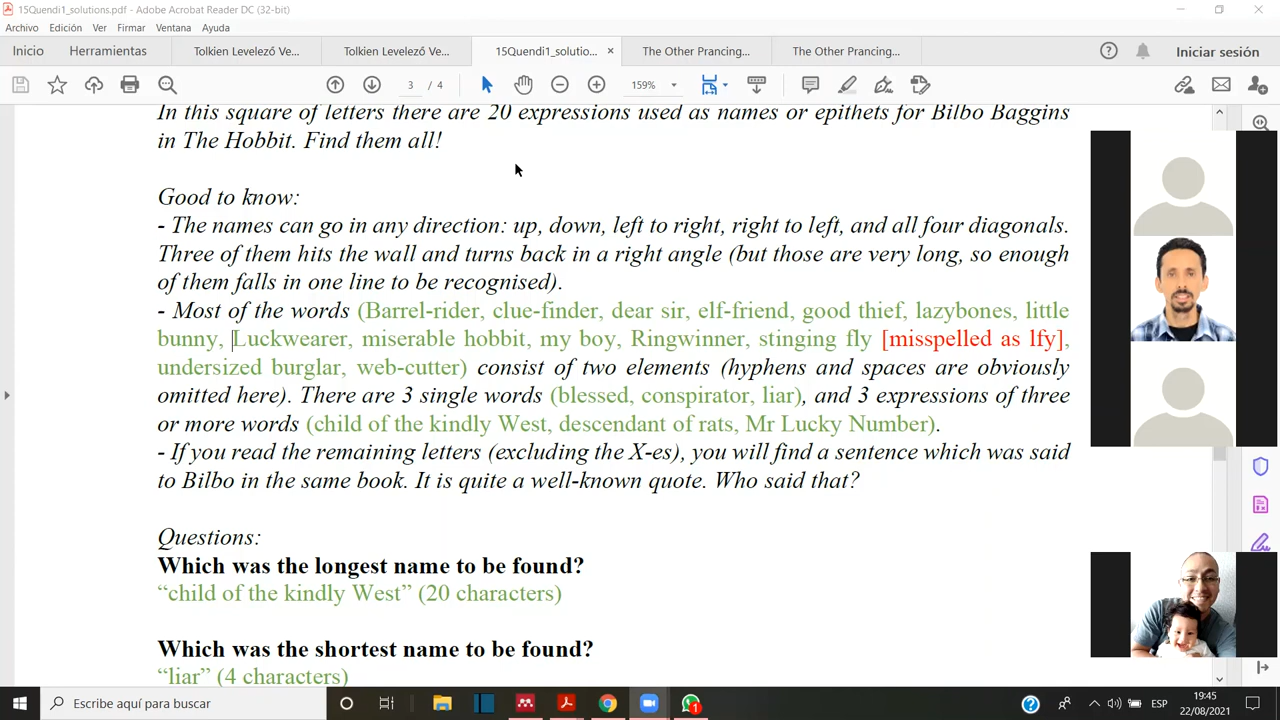 15Quendi1_solutions.pdf - Adobe Acrobat Reader DC (32-bit)
Archivo Edición Ver Firmar Ventana Ayuda
Inicio Herramientas Tolkien Levelező Ve... Tolkien Levelező Ve... 15Quendi1_solutio... × The Other Prancing... The Other Prancing... Iniciar sesión
3 / 4 159%
In this square of letters there are 20 expressions used as names or epithets for Bilbo Baggins
in The Hobbit. Find them all!
Good to know:
- The names can go in any direction: up, down, left to right, right to left, and all four diagonals.
Three of them hits the wall and turns back in a right angle (but those are very long, so enough
of them falls in one line to be recognised).
- Most of the words (Barrel-rider, clue-finder, dear sir, elf-friend, good thief, lazybones, little
bunny, Luckwearer, miserable hobbit, my boy, Ringwinner, stinging fly [misspelled as lfy],
undersized burglar, web-cutter) consist of two elements (hyphens and spaces are obviously
omitted here). There are 3 single words (blessed, conspirator, liar), and 3 expressions of three
or more words (child of the kindly West, descendant of rats, Mr Lucky Number).
- If you read the remaining letters (excluding the X-es), you will find a sentence which was said
to Bilbo in the same book. It is quite a well-known quote. Who said that?
Questions:
Which was the longest name to be found?
“child of the kindly West” (20 characters)
Which was the shortest name to be found?
“liar” (4 characters)
Escribe aquí para buscar
1
ESP
19:45
22/08/2021